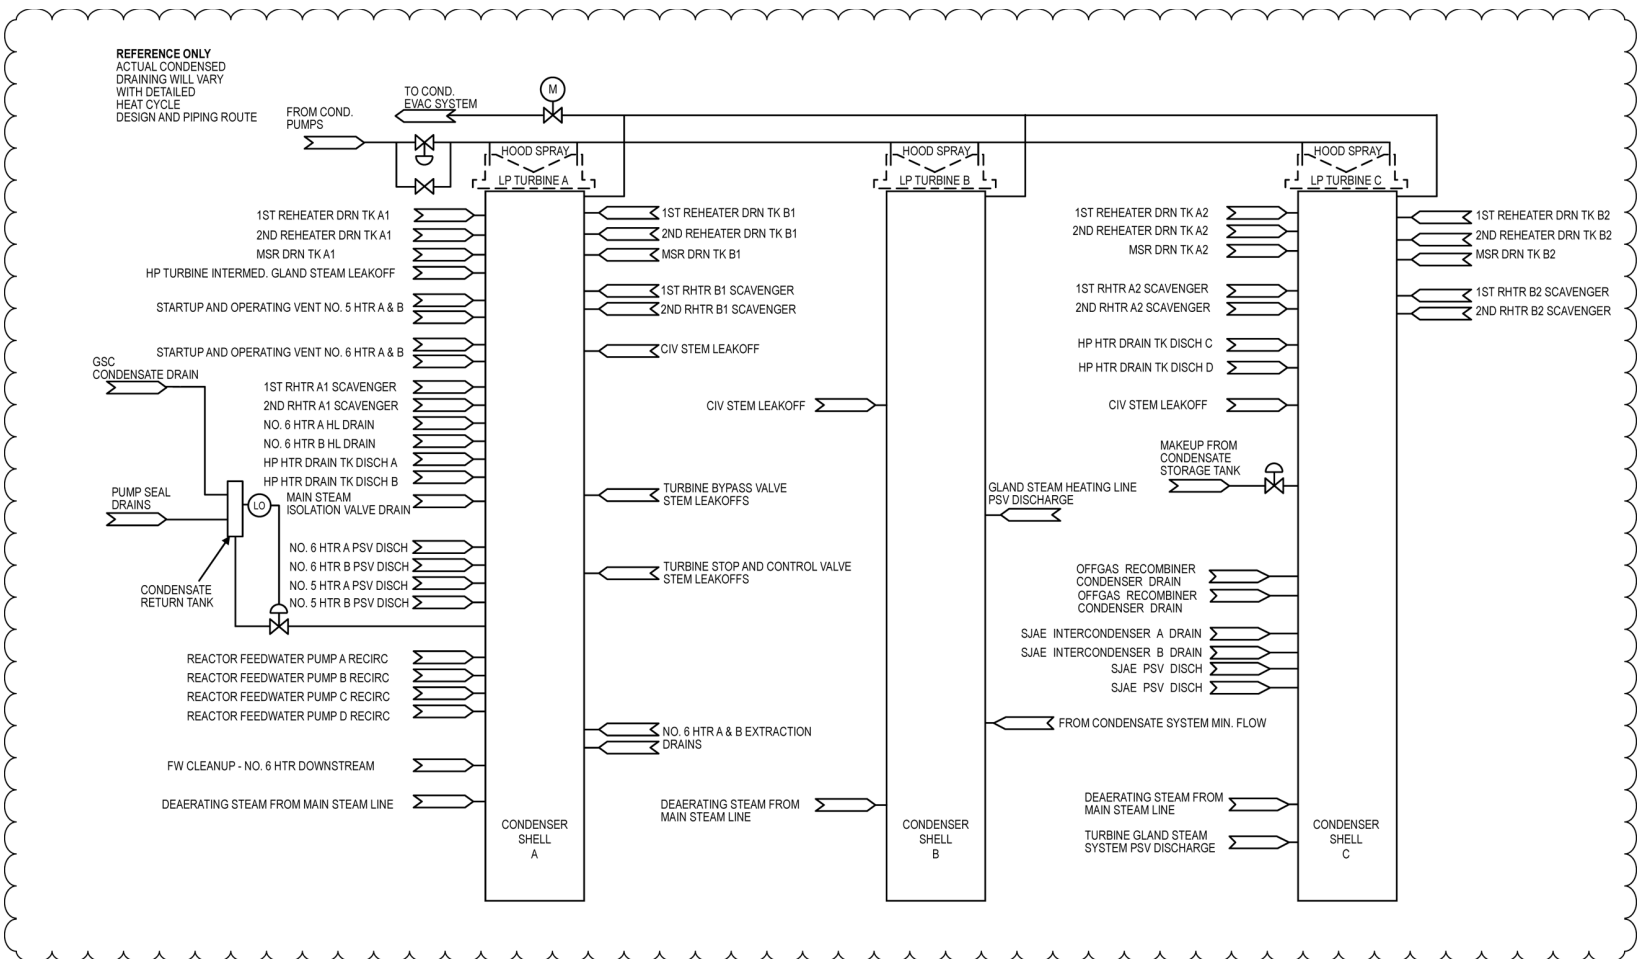 REFERENCE ONLY
ACTUAL CONDENSED
DRAINING WILL VARY
WITH DETAILED
HEAT CYCLE
DESIGN AND PIPING ROUTE
FROM COND.
PUMPS
TO COND.
EVAC SYSTEM
M
HOOD SPRAY
LP TURBINE A
HOOD SPRAY
LP TURBINE B
HOOD SPRAY
LP TURBINE C
1ST REHEATER DRN TK A1
2ND REHEATER DRN TK A1
MSR DRN TK A1
HP TURBINE INTERMED. GLAND STEAM LEAKOFF
STARTUP AND OPERATING VENT NO. 5 HTR A & B
STARTUP AND OPERATING VENT NO. 6 HTR A & B
GSC
CONDENSATE DRAIN
1ST RHTR A1 SCAVENGER
2ND RHTR A1 SCAVENGER
NO. 6 HTR A HL DRAIN
NO. 6 HTR B HL DRAIN
HP HTR DRAIN TK DISCH A
HP HTR DRAIN TK DISCH B
MAIN STEAM
ISOLATION VALVE DRAIN
PUMP SEAL
DRAINS
LO
CONDENSATE
RETURN TANK
NO. 6 HTR A PSV DISCH
NO. 6 HTR B PSV DISCH
NO. 5 HTR A PSV DISCH
NO. 5 HTR B PSV DISCH
REACTOR FEEDWATER PUMP A RECIRC
REACTOR FEEDWATER PUMP B RECIRC
REACTOR FEEDWATER PUMP C RECIRC
REACTOR FEEDWATER PUMP D RECIRC
FW CLEANUP - NO. 6 HTR DOWNSTREAM
DEAERATING STEAM FROM MAIN STEAM LINE
CONDENSER
SHELL
A
1ST REHEATER DRN TK B1
2ND REHEATER DRN TK B1
MSR DRN TK B1
1ST RHTR B1 SCAVENGER
2ND RHTR B1 SCAVENGER
CIV STEM LEAKOFF
TURBINE BYPASS VALVE
STEM LEAKOFFS
TURBINE STOP AND CONTROL VALVE
STEM LEAKOFFS
NO. 6 HTR A & B EXTRACTION
DRAINS
CIV STEM LEAKOFF
DEAERATING STEAM FROM
MAIN STEAM LINE
CONDENSER
SHELL
B
GLAND STEAM HEATING LINE
PSV DISCHARGE
FROM CONDENSATE SYSTEM MIN. FLOW
1ST REHEATER DRN TK A2
2ND REHEATER DRN TK A2
MSR DRN TK A2
1ST RHTR A2 SCAVENGER
2ND RHTR A2 SCAVENGER
HP HTR DRAIN TK DISCH C
HP HTR DRAIN TK DISCH D
CIV STEM LEAKOFF
MAKEUP FROM
CONDENSATE
STORAGE TANK
OFFGAS RECOMBINER
CONDENSER DRAIN
OFFGAS RECOMBINER
CONDENSER DRAIN
SJAE INTERCONDENSER A DRAIN
SJAE INTERCONDENSER B DRAIN
SJAE PSV DISCH
SJAE PSV DISCH
DEAERATING STEAM FROM
MAIN STEAM LINE
TURBINE GLAND STEAM
SYSTEM PSV DISCHARGE
CONDENSER
SHELL
C
1ST REHEATER DRN TK B2
2ND REHEATER DRN TK B2
MSR DRN TK B2
1ST RHTR B2 SCAVENGER
2ND RHTR B2 SCAVENGER